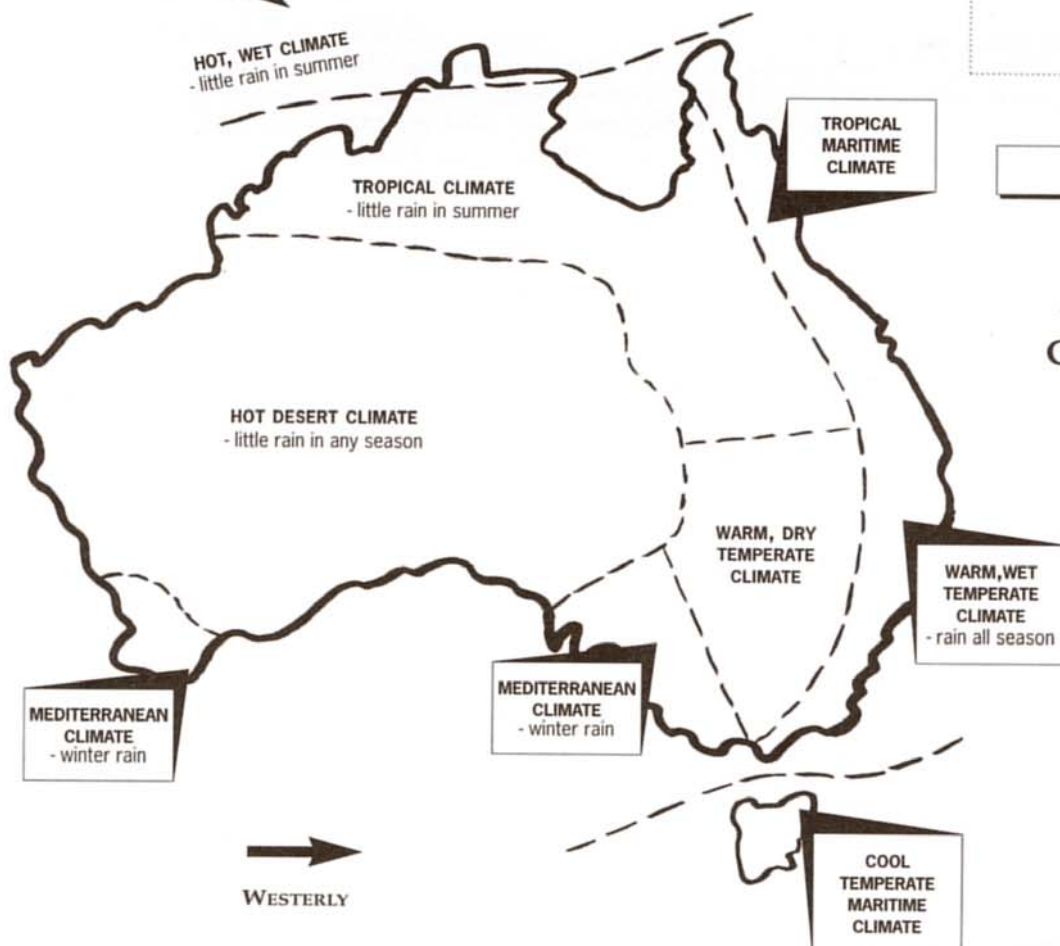 HOT, WET CLIMATE
- little rain in summer
TROPICAL
MARITIME
CLIMATE
TROPICAL CLIMATE
- little rain in summer
HOT DESERT CLIMATE
- little rain in any season
WARM, DRY
TEMPERATE
CLIMATE
WARM,WET
TEMPERATE
CLIMATE
- rain all season
MEDITERRANEAN
CLIMATE
- winter rain
MEDITERRANEAN
CLIMATE
- winter rain
WESTERLY
COOL
TEMPERATE
MARITIME
CLIMATE